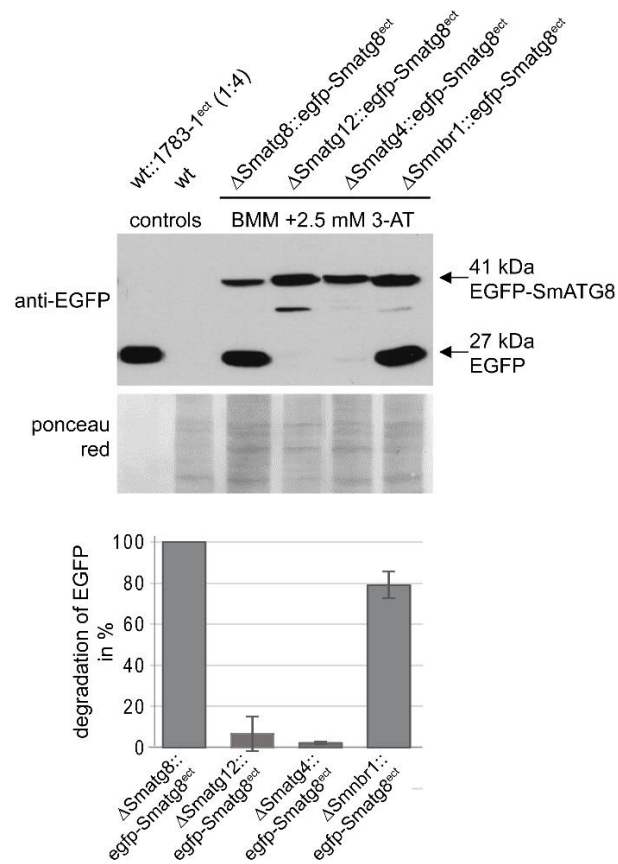 wt::1783-1ect (1:4)
wt
ΔSmatg8::egfp-Smatg8ect
ΔSmatg12::egfp-Smatg8ect
ΔSmatg4::egfp-Smatg8ect
ΔSmnbr1::egfp-Smatg8ect
controls
BMM +2.5 mM 3-AT
anti-EGFP
41 kDa
EGFP-SmATG8
27 kDa
EGFP
ponceau
red
degradation of EGFP
in %
100
80
60
40
20
0
ΔSmatg8::
egfp-Smatg8ect
ΔSmatg12::
egfp-Smatg8ect
ΔSmatg4::
egfp-Smatg8ect
ΔSmnbr1::
egfp-Smatg8ect